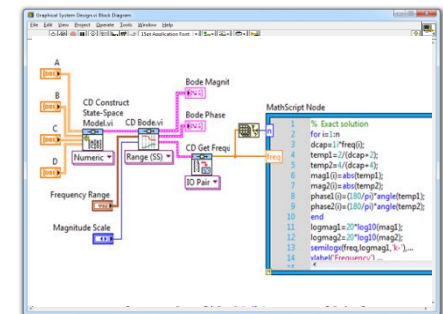 Graphical System Design.vi Block Diagram
File Edit View Project Operate Tools Window Help
15pt Application Font
A
B
C
D
CD Construct
State-Space
Model.vi
Numeric
CD Bode.vi
Range (SS)
Bode Magnit
Bode Phase
CD Get Frequ
IO Pair
Frequency Range
Magnitude Scale
MathScript Node
n
freq
1 % Exact solution
2 for i=1:n
3 dcap=1i*freq(i);
4 temp1=2/(dcap+2);
5 temp2=4/(dcap+4);
6 mag1(i)=abs(temp1);
7 mag2(i)=abs(temp2);
8 phase1(i)=(180/pi)*angle(temp1);
9 phase2(i)=(180/pi)*angle(temp2);
10 end
11 logmag1=20*log10(mag1);
12 logmag2=20*log10(mag2);
13 semilogx(freq,logmag1,'k-'),...
14 xlabel('Frequency')